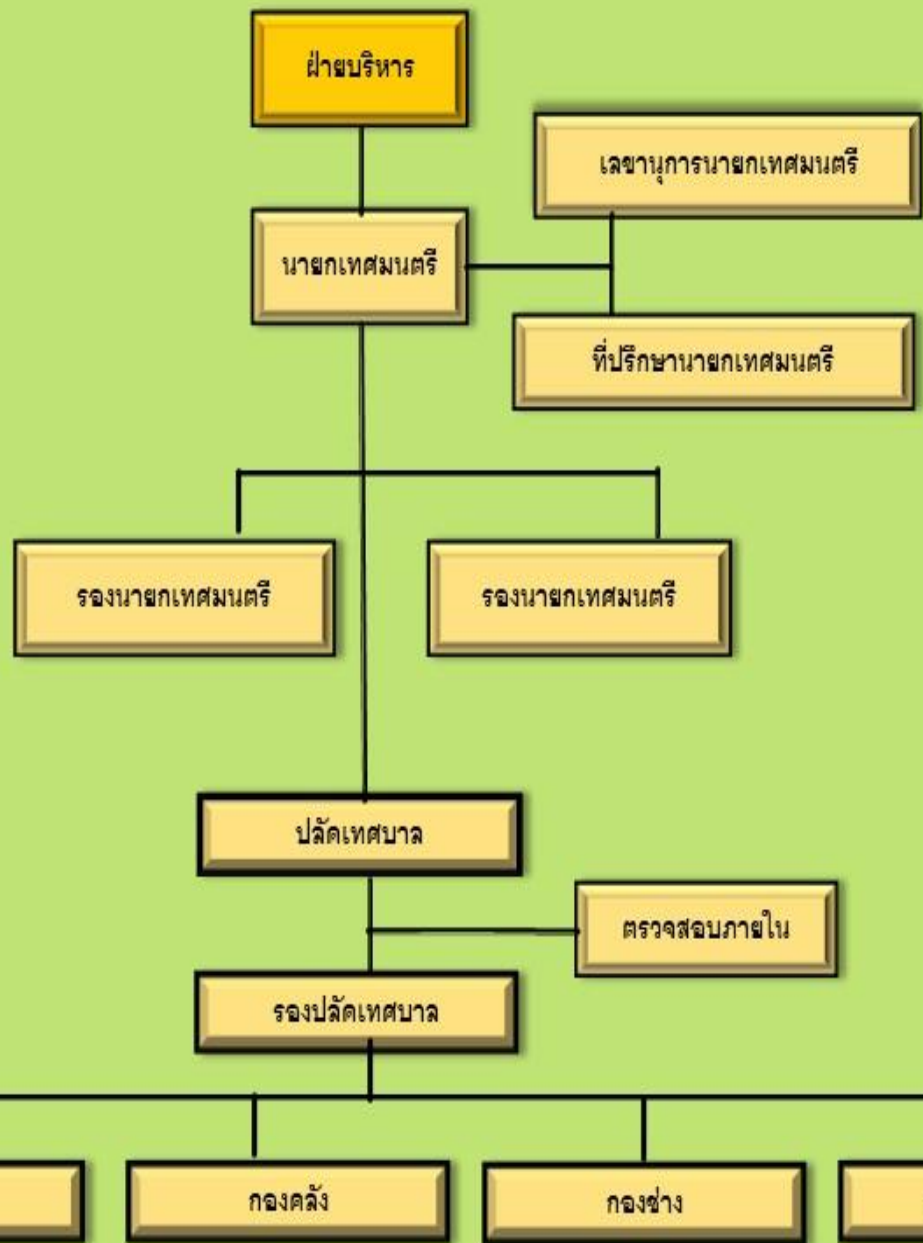 ฝ่ายบริหาร
เลขานุการนายกเทศมนตรี
นายกเทศมนตรี
ที่ปรึกษานายกเทศมนตรี
รองนายกเทศมนตรี
รองนายกเทศมนตรี
ปลัดเทศบาล
ตรวจสอบภายใน
รองปลัดเทศบาล
กองคลัง
กองช่าง